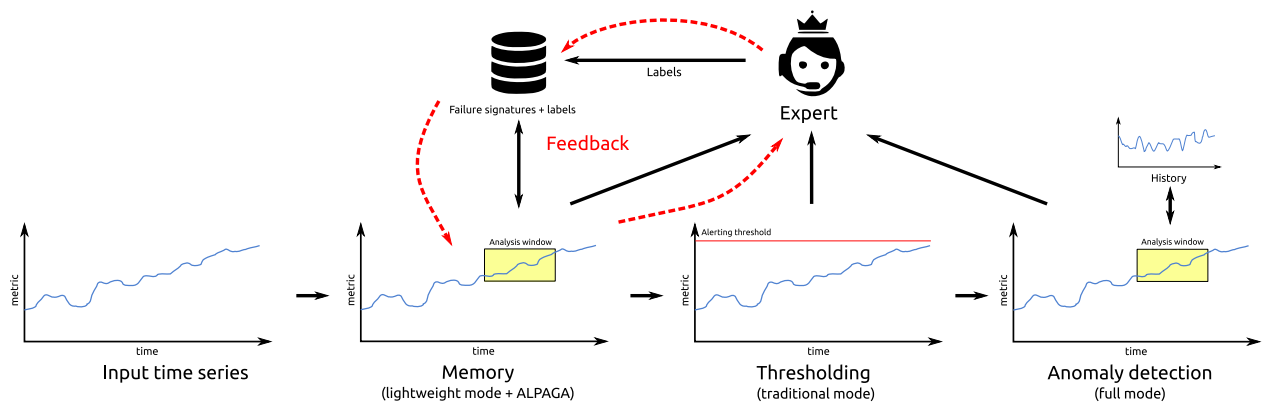 Labels
Expert
Failure signatures + labels
Feedback
History
Alerting threshold
Analysis window
Analysis window
metric
metric
metric
metric
time
time
time
time
Input time series
Memory
(lightweight mode + ALPAGA)
Thresholding
(traditional mode)
Anomaly detection
(full mode)